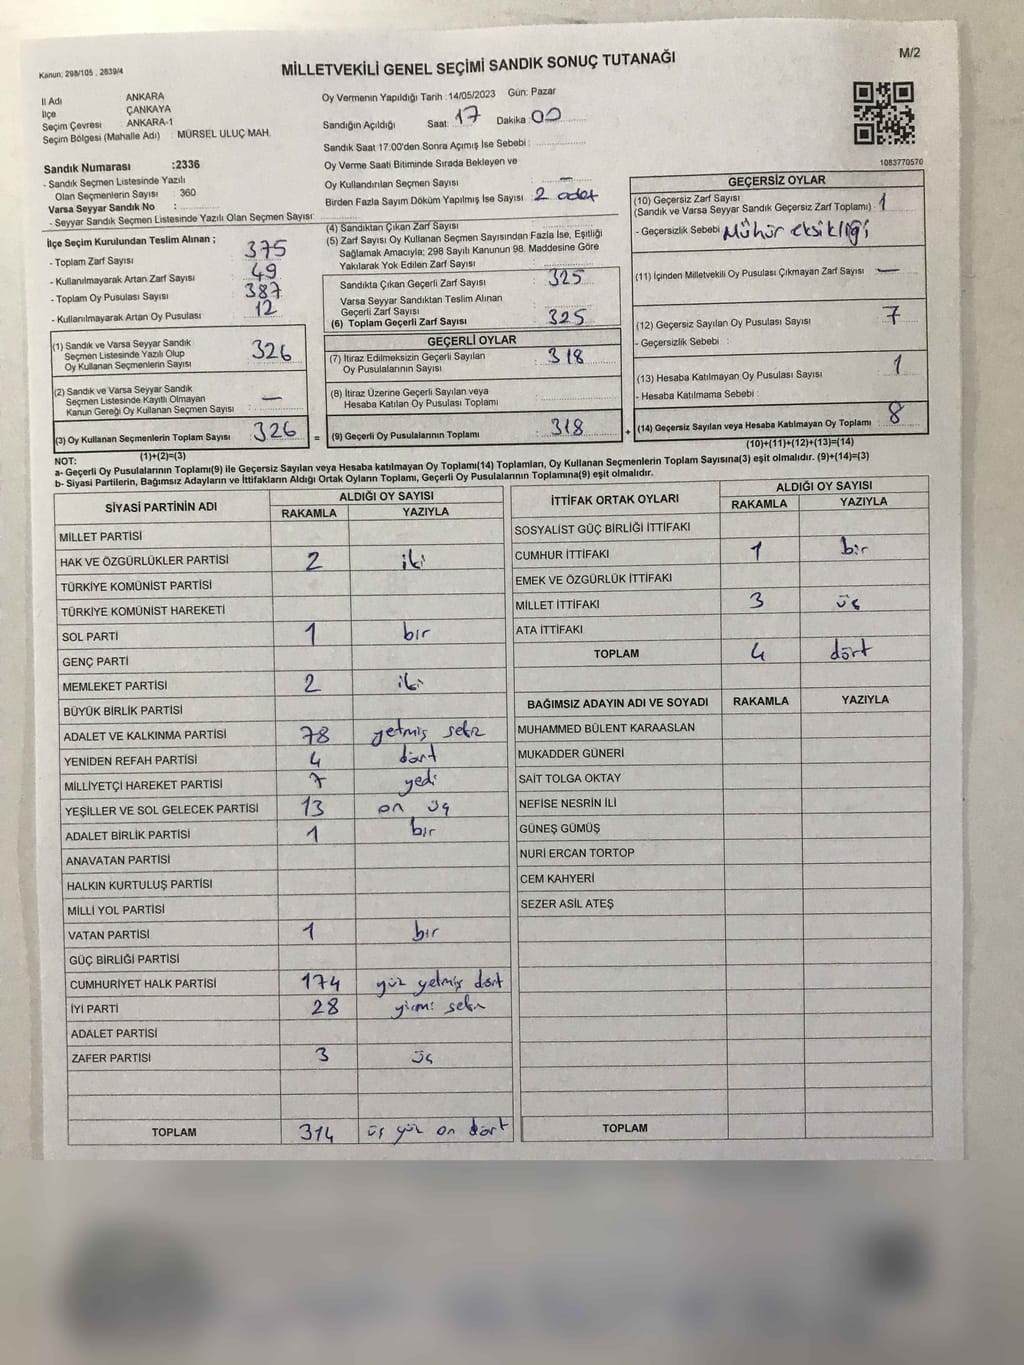 Kanun: 298/105 , 2839/4
MİLLETVEKİLİ GENEL SEÇİMİ SANDIK SONUÇ TUTANAĞI
M/2
İl Adı ANKARA
İlçe ÇANKAYA
Seçim Çevresi : ANKARA-1
Seçim Bölgesi (Mahalle Adı) : MÜRSEL ULUÇ MAH.
Oy Vermenin Yapıldığı Tarih : 14/05/2023 Gün: Pazar
Sandığın Açıldığı Saat: 17 Dakika : 00
Sandık Saat 17:00'den Sonra Açımış İse Sebebi :
Oy Verme Saati Bitiminde Sırada Bekleyen ve
Oy Kullandırılan Seçmen Sayısı : —
Birden Fazla Sayım Döküm Yapılmış İse Sayısı : 2 adet
1083770570
Sandık Numarası :2336
- Sandık Seçmen Listesinde Yazılı
Olan Seçmenlerin Sayısı : 360
Varsa Seyyar Sandık No :
- Seyyar Sandık Seçmen Listesinde Yazılı Olan Seçmen Sayısı:
İlçe Seçim Kurulundan Teslim Alınan ;
- Toplam Zarf Sayısı : 375
- Kullanılmayarak Artan Zarf Sayısı : 49
- Toplam Oy Pusulası Sayısı : 387
- Kullanılmayarak Artan Oy Pusulası : 12
(1) Sandık ve Varsa Seyyar Sandık
Seçmen Listesinde Yazılı Olup
Oy Kullanan Seçmenlerin Sayısı : 326
(2) Sandık ve Varsa Seyyar Sandık
Seçmen Listesinde Kayıtlı Olmayan
Kanun Gereği Oy Kullanan Seçmen Sayısı : —
(3) Oy Kullanan Seçmenlerin Toplam Sayısı : 326
(1)+(2)=(3)
(4) Sandıktan Çıkan Zarf Sayısı :
(5) Zarf Sayısı Oy Kullanan Seçmen Sayısından Fazla İse, Eşitliği
Sağlamak Amacıyla; 298 Sayılı Kanunun 98. Maddesine Göre
Yakılarak Yok Edilen Zarf Sayısı :
Sandıkta Çıkan Geçerli Zarf Sayısı : 325
Varsa Seyyar Sandıktan Teslim Alınan
Geçerli Zarf Sayısı :
(6) Toplam Geçerli Zarf Sayısı : 325
GEÇERLİ OYLAR
(7) İtiraz Edilmeksizin Geçerli Sayılan
Oy Pusulalarının Sayısı : 318
(8) İtiraz Üzerine Geçerli Sayılan veya
Hesaba Katılan Oy Pusulası Toplamı :
= (9) Geçerli Oy Pusulalarının Toplamı : 318
GEÇERSİZ OYLAR
(10) Geçersiz Zarf Sayısı
(Sandık ve Varsa Seyyar Sandık Geçersiz Zarf Toplamı) : 1
- Geçersizlik Sebebi : Mühür eksikliği
(11) İçinden Milletvekili Oy Pusulası Çıkmayan Zarf Sayısı : —
(12) Geçersiz Sayılan Oy Pusulası Sayısı : 7
- Geçersizlik Sebebi :
(13) Hesaba Katılmayan Oy Pusulası Sayısı : 1
- Hesaba Katılmama Sebebi :
+ (14) Geçersiz Sayılan veya Hesaba Katılmayan Oy Toplamı : 8
(10)+(11)+(12)+(13)=(14)
NOT:
a- Geçerli Oy Pusulalarının Toplamı(9) ile Geçersiz Sayılan veya Hesaba katılmayan Oy Toplamı(14) Toplamları, Oy Kullanan Seçmenlerin Toplam Sayısına(3) eşit olmalıdır. (9)+(14)=(3)
b- Siyasi Partilerin, Bağımsız Adayların ve İttifakların Aldığı Ortak Oyların Toplamı, Geçerli Oy Pusulalarının Toplamına(9) eşit olmalıdır.
SİYASİ PARTİNİN ADI ALDIĞI OY SAYISI
RAKAMLA YAZIYLA
MİLLET PARTİSİ
HAK VE ÖZGÜRLÜKLER PARTİSİ 2 iki
TÜRKİYE KOMÜNİST PARTİSİ
TÜRKİYE KOMÜNİST HAREKETİ
SOL PARTİ 1 bir
GENÇ PARTİ
MEMLEKET PARTİSİ 2 iki
BÜYÜK BİRLİK PARTİSİ
ADALET VE KALKINMA PARTİSİ 78 yetmiş sekiz
YENİDEN REFAH PARTİSİ 4 dört
MİLLİYETÇİ HAREKET PARTİSİ 7 yedi
YEŞİLLER VE SOL GELECEK PARTİSİ 13 on üç
ADALET BİRLİK PARTİSİ 1 bir
ANAVATAN PARTİSİ
HALKIN KURTULUŞ PARTİSİ
MİLLİ YOL PARTİSİ
VATAN PARTİSİ 1 bir
GÜÇ BİRLİĞİ PARTİSİ
CUMHURİYET HALK PARTİSİ 174 yüz yetmiş dört
İYİ PARTİ 28 yirmi sekiz
ADALET PARTİSİ
ZAFER PARTİSİ 3 üç
TOPLAM 314 üç yüz on dört
İTTİFAK ORTAK OYLARI ALDIĞI OY SAYISI
RAKAMLA YAZIYLA
SOSYALİST GÜÇ BİRLİĞİ İTTİFAKI
CUMHUR İTTİFAKI 1 bir
EMEK VE ÖZGÜRLÜK İTTİFAKI
MİLLET İTTİFAKI 3 üç
ATA İTTİFAKI
TOPLAM 4 dört
BAĞIMSIZ ADAYIN ADI VE SOYADI RAKAMLA YAZIYLA
MUHAMMED BÜLENT KARAASLAN
MUKADDER GÜNERİ
SAİT TOLGA OKTAY
NEFİSE NESRİN İLİ
GÜNEŞ GÜMÜŞ
NURİ ERCAN TORTOP
CEM KAHYERİ
SEZER ASİL ATEŞ
TOPLAM